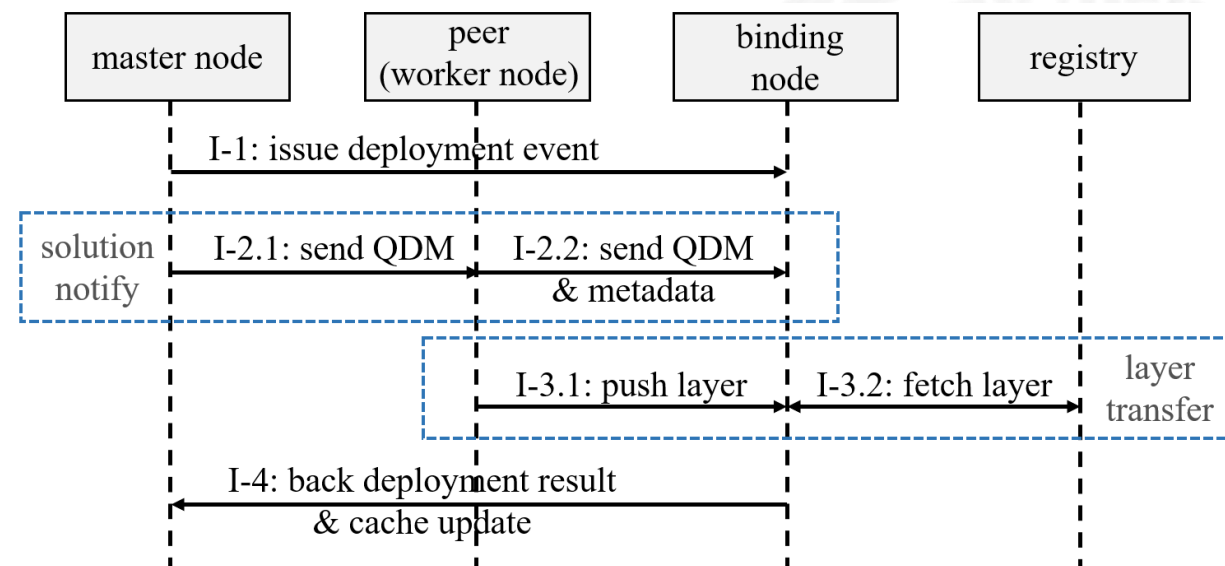 master node
peer
(worker node)
binding
node
registry
I-1: issue deployment event
solution
notify
I-2.1: send QDM
I-2.2: send QDM
& metadata
I-3.1: push layer
I-3.2: fetch layer
layer
transfer
I-4: back deployment result
& cache update